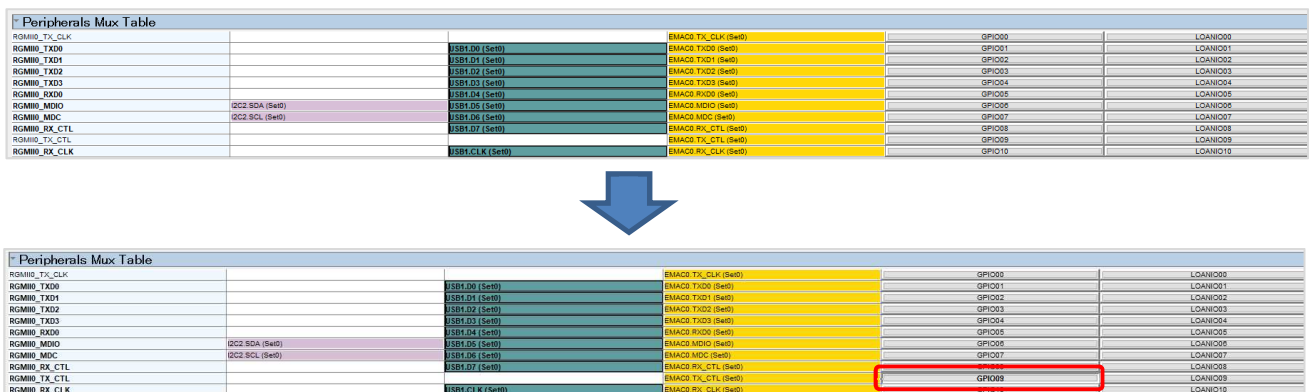 Peripherals Mux Table
RGMII0_TX_CLK EMAC0.TX_CLK (Set0) GPIO00 LOANIO00
RGMII0_TXD0 USB1.D0 (Set0) EMAC0.TXD0 (Set0) GPIO01 LOANIO01
RGMII0_TXD1 USB1.D1 (Set0) EMAC0.TXD1 (Set0) GPIO02 LOANIO02
RGMII0_TXD2 USB1.D2 (Set0) EMAC0.TXD2 (Set0) GPIO03 LOANIO03
RGMII0_TXD3 USB1.D3 (Set0) EMAC0.TXD3 (Set0) GPIO04 LOANIO04
RGMII0_RXD0 USB1.D4 (Set0) EMAC0.RXD0 (Set0) GPIO05 LOANIO05
RGMII0_MDIO I2C2.SDA (Set0) USB1.D5 (Set0) EMAC0.MDIO (Set0) GPIO06 LOANIO06
RGMII0_MDC I2C2.SCL (Set0) USB1.D6 (Set0) EMAC0.MDC (Set0) GPIO07 LOANIO07
RGMII0_RX_CTL USB1.D7 (Set0) EMAC0.RX_CTL (Set0) GPIO08 LOANIO08
RGMII0_TX_CTL EMAC0.TX_CTL (Set0) GPIO09 LOANIO09
RGMII0_RX_CLK USB1.CLK (Set0) EMAC0.RX_CLK (Set0) GPIO10 LOANIO10
Peripherals Mux Table
RGMII0_TX_CLK EMAC0.TX_CLK (Set0) GPIO00 LOANIO00
RGMII0_TXD0 USB1.D0 (Set0) EMAC0.TXD0 (Set0) GPIO01 LOANIO01
RGMII0_TXD1 USB1.D1 (Set0) EMAC0.TXD1 (Set0) GPIO02 LOANIO02
RGMII0_TXD2 USB1.D2 (Set0) EMAC0.TXD2 (Set0) GPIO03 LOANIO03
RGMII0_TXD3 USB1.D3 (Set0) EMAC0.TXD3 (Set0) GPIO04 LOANIO04
RGMII0_RXD0 USB1.D4 (Set0) EMAC0.RXD0 (Set0) GPIO05 LOANIO05
RGMII0_MDIO I2C2.SDA (Set0) USB1.D5 (Set0) EMAC0.MDIO (Set0) GPIO06 LOANIO06
RGMII0_MDC I2C2.SCL (Set0) USB1.D6 (Set0) EMAC0.MDC (Set0) GPIO07 LOANIO07
RGMII0_RX_CTL USB1.D7 (Set0) EMAC0.RX_CTL (Set0) LOANIO08
RGMII0_TX_CTL EMAC0.TX_CTL (Set0) GPIO09 LOANIO09
RGMII0_RX_CLK USB1.CLK (Set0) EMAC0.RX_CLK (Set0) LOANIO10